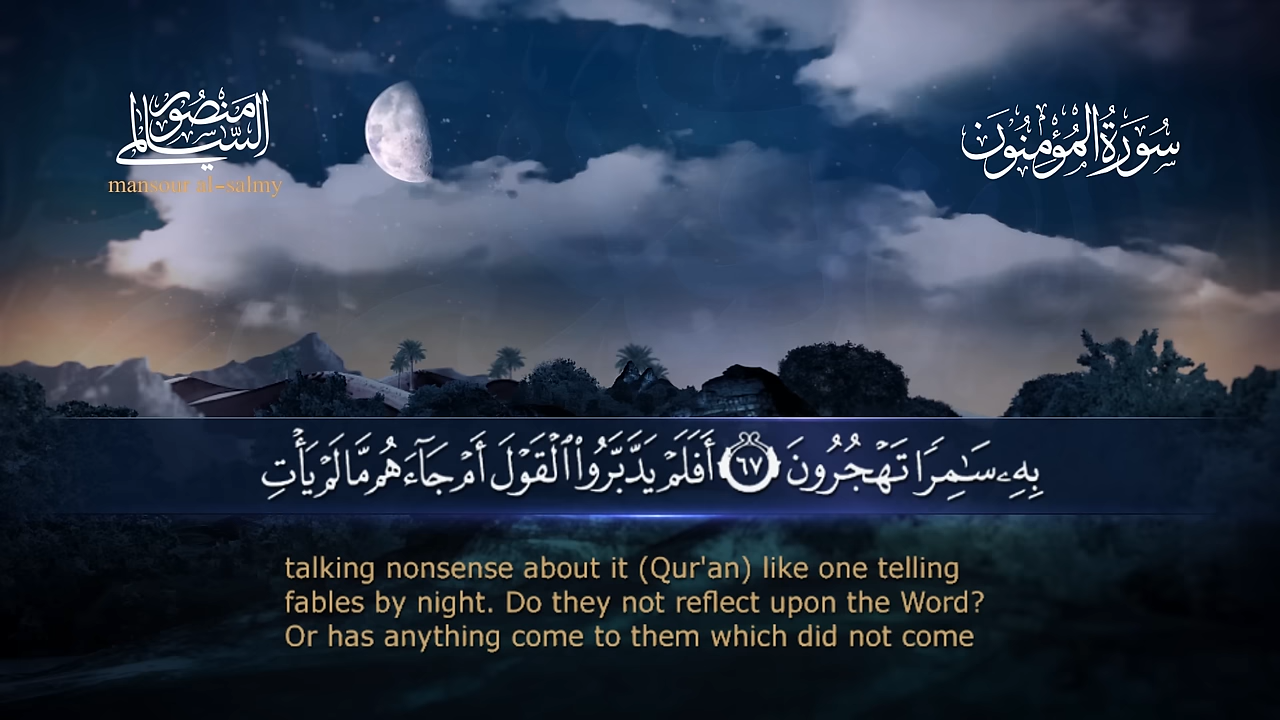 منصور السالمي
mansour al-salmy
سُورَةُ المُؤْمِنُون
بِهِۦ سَـٰمِرًا تَهْجُرُونَ ٦٧ أَفَلَمْ يَدَّبَّرُوا۟ ٱلْقَوْلَ أَمْ جَآءَهُم مَّا لَمْ يَأْتِ
talking nonsense about it (Qur'an) like one telling
fables by night. Do they not reflect upon the Word?
Or has anything come to them which did not come